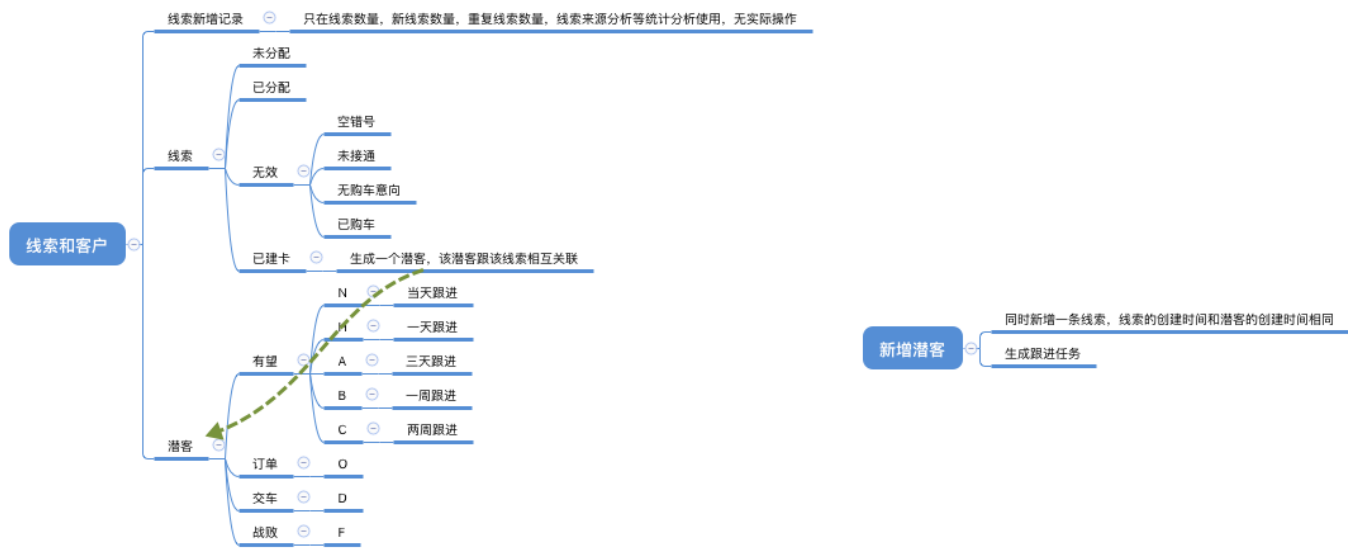 线索和客户
线索新增记录
只在线索数量，新线索数量，重复线索数量，线索来源分析等统计分析使用，无实际操作
线索
未分配
已分配
无效
空错号
未接通
无购车意向
已购车
已建卡
生成一个潜客，该潜客跟该线索相互关联
潜客
有望
N
当天跟进
H
一天跟进
A
三天跟进
B
一周跟进
C
两周跟进
订单
O
交车
D
战败
F
新增潜客
同时新增一条线索，线索的创建时间和潜客的创建时间相同
生成跟进任务